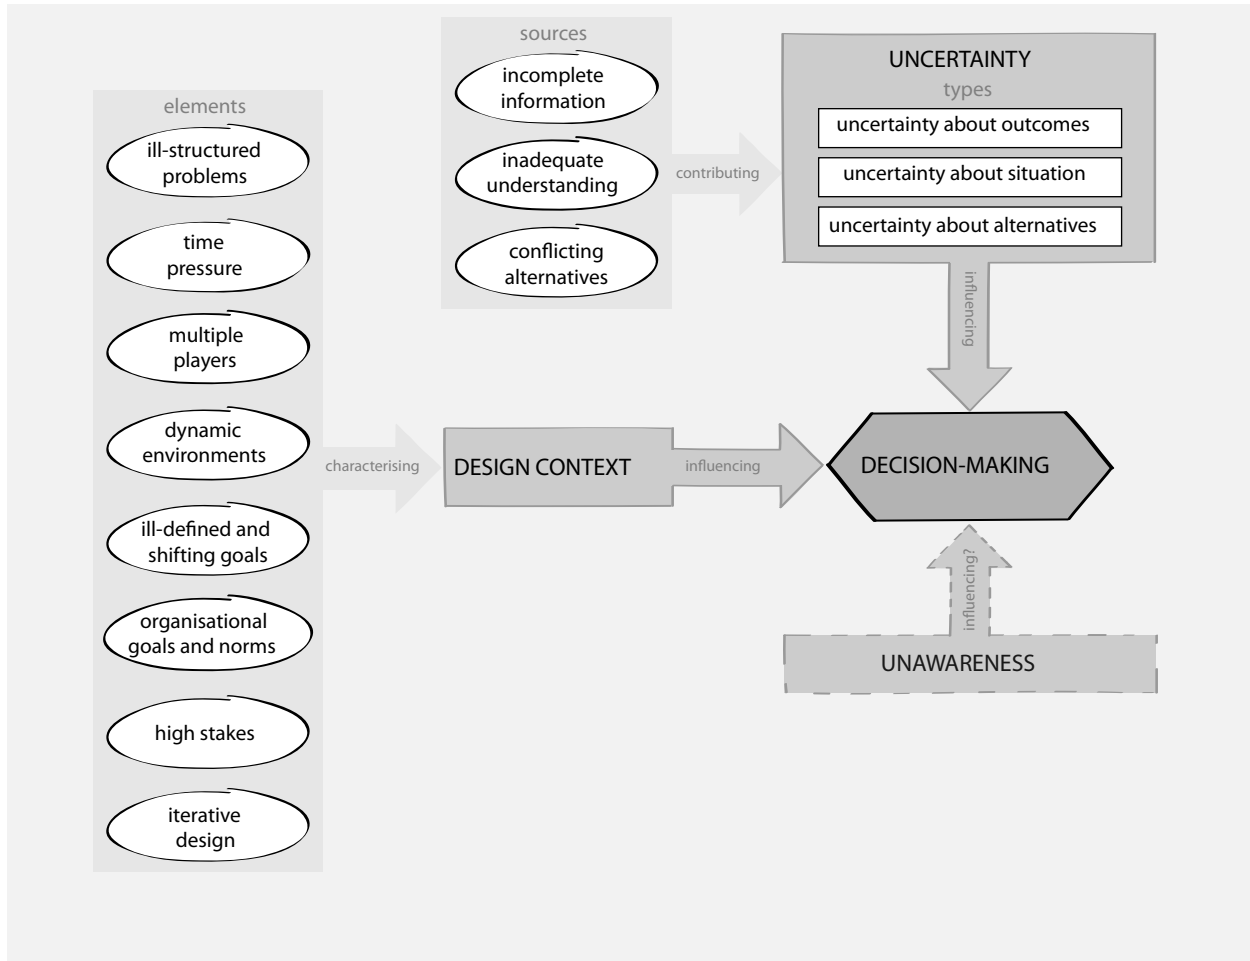 elements
ill-structured
problems
time
pressure
multiple
players
dynamic
environments
ill-defined and
shifting goals
organisational
goals and norms
high stakes
iterative
design
characterising
sources
incomplete
information
inadequate
understanding
conflicting
alternatives
contributing
UNCERTAINTY
types
uncertainty about outcomes
uncertainty about situation
uncertainty about alternatives
influencing
DESIGN CONTEXT
influencing
DECISION-MAKING
influencing?
UNAWARENESS